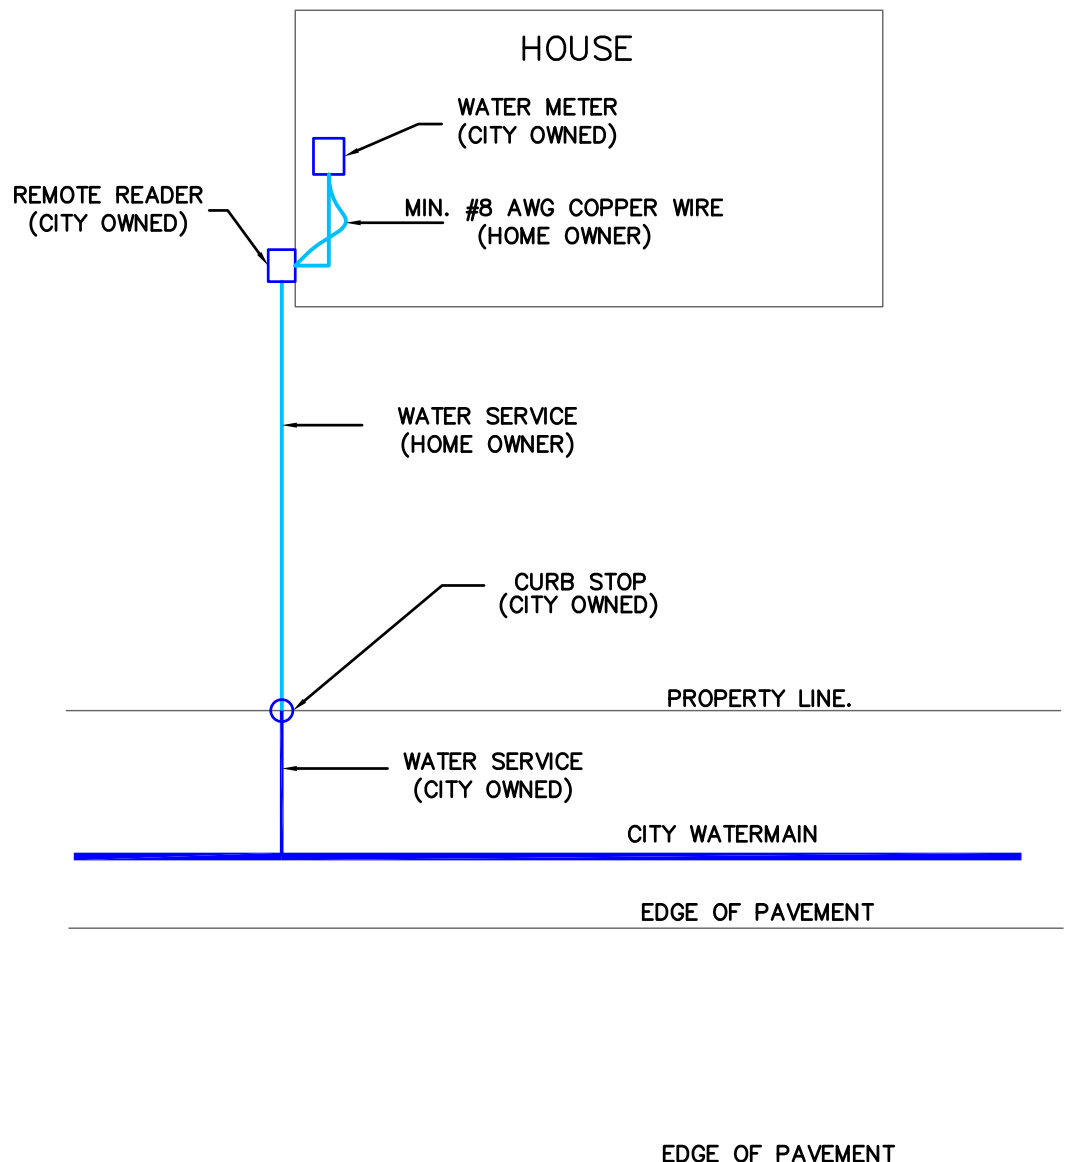 HOUSE
WATER METER
(CITY OWNED)
REMOTE READER
(CITY OWNED)
MIN. #8 AWG COPPER WIRE
(HOME OWNER)
WATER SERVICE
(HOME OWNER)
CURB STOP
(CITY OWNED)
PROPERTY LINE.
WATER SERVICE
(CITY OWNED)
CITY WATERMAIN
EDGE OF PAVEMENT
EDGE OF PAVEMENT